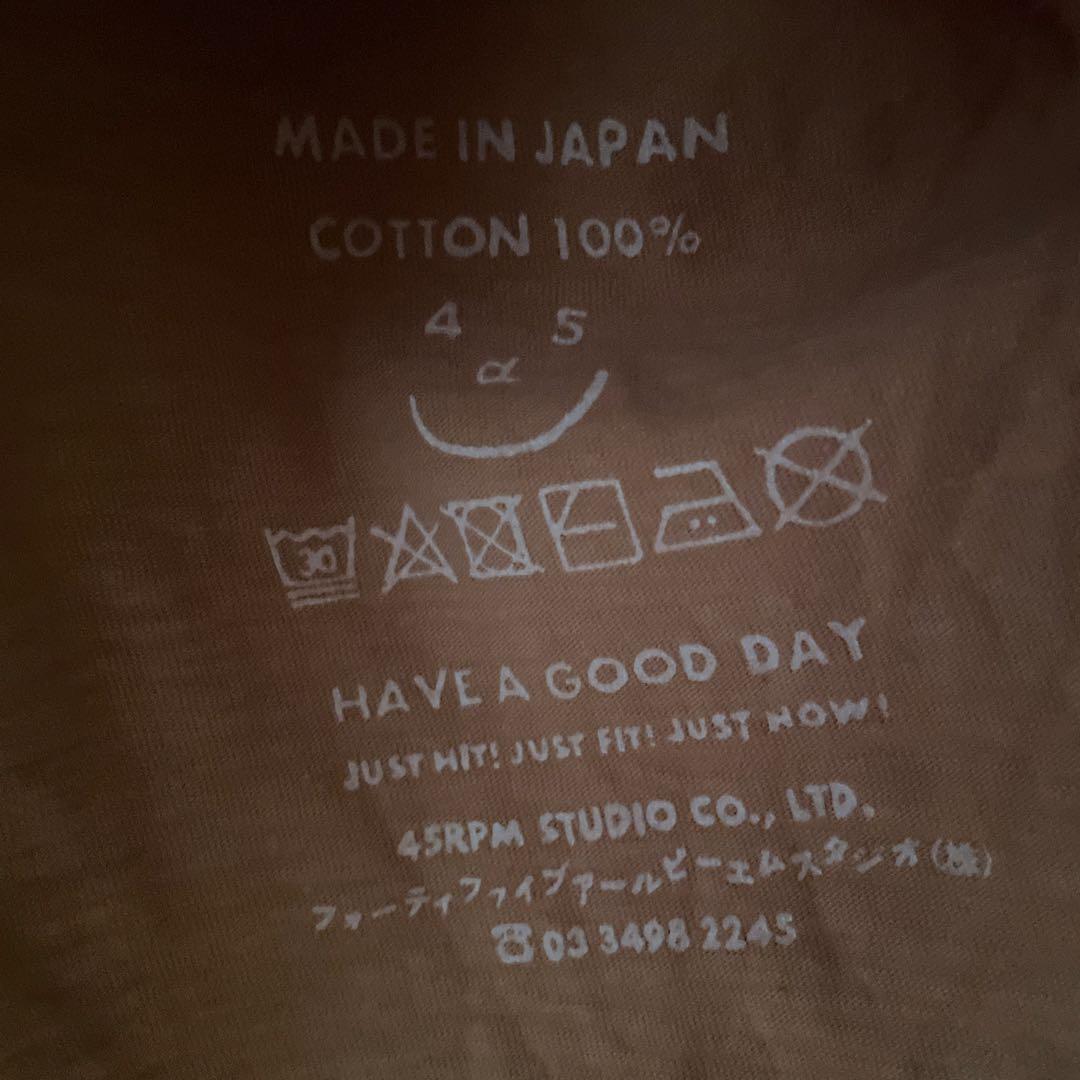 MADE IN JAPAN
COTTON 100%
4 5
α
30
HAVE A GOOD DAY
JUST HIT! JUST FIT! JUST NOW!
45RPM STUDIO CO., LTD.
フォーティファイブアールピーエムスタジオ(株)
☎03 3498 2245